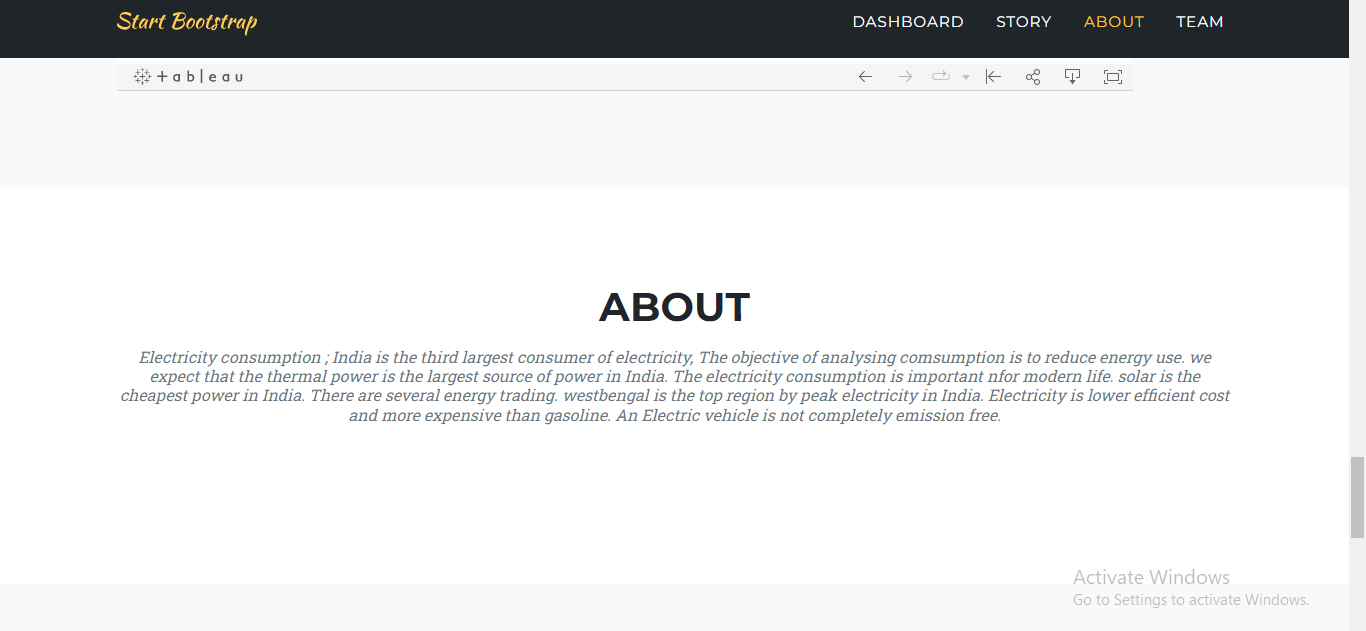 Start Bootstrap
DASHBOARD STORY ABOUT TEAM
+ableau
ABOUT
Electricity consumption ; India is the third largest consumer of electricity, The objective of analysing comsumption is to reduce energy use. we
expect that the thermal power is the largest source of power in India. The electricity consumption is important nfor modern life. solar is the
cheapest power in India. There are several energy trading. westbengal is the top region by peak electricity in India. Electricity is lower efficient cost
and more expensive than gasoline. An Electric vehicle is not completely emission free.
Activate Windows
Go to Settings to activate Windows.